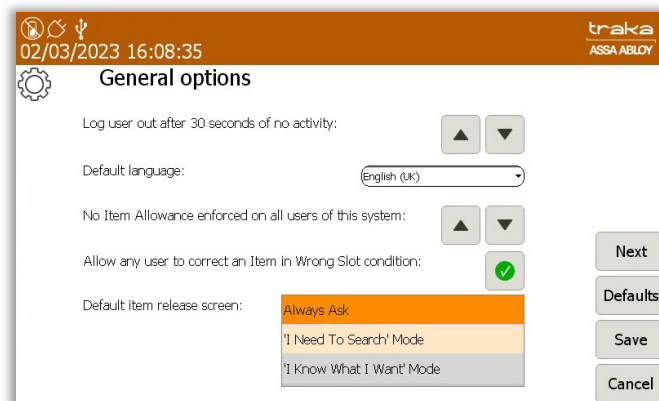 traka
02/03/2023 16:08:35
ASSA ABLOY
General options
Log user out after 30 seconds of no activity:
Default language:
English (UK)
No Item Allowance enforced on all users of this system:
Allow any user to correct an Item in Wrong Slot condition:
Next
Default item release screen:
Always Ask
Defaults
'I Need To Search' Mode
Save
'I Know What I Want' Mode
Cancel